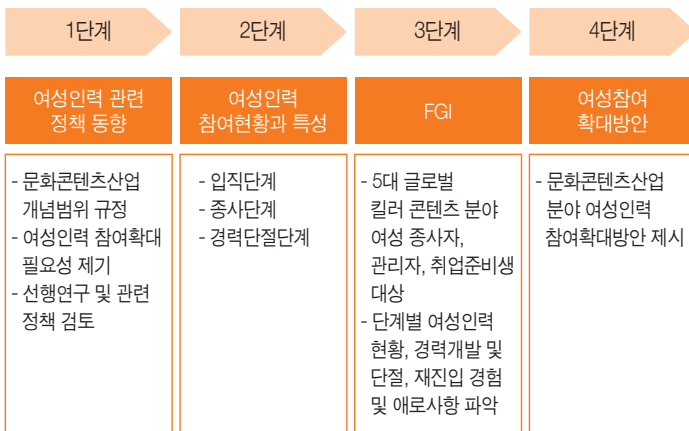 1단계
2단계
3단계
4단계
여성인력 관련
정책 동향
여성인력
참여현황과 특성
FGI
여성참여
확대방안
- 문화콘텐츠산업
개념범위 규정
- 여성인력 참여확대
필요성 제기
- 선행연구 및 관련
정책 검토
- 입직단계
- 종사단계
- 경력단절단계
- 5대 글로벌
킬러 콘텐츠 분야
여성 종사자,
관리자, 취업준비생
대상
- 단계별 여성인력
현황, 경력개발 및
단절, 재진입 경험
및 애로사항 파악
- 문화콘텐츠산업
분야 여성인력
참여확대방안 제시